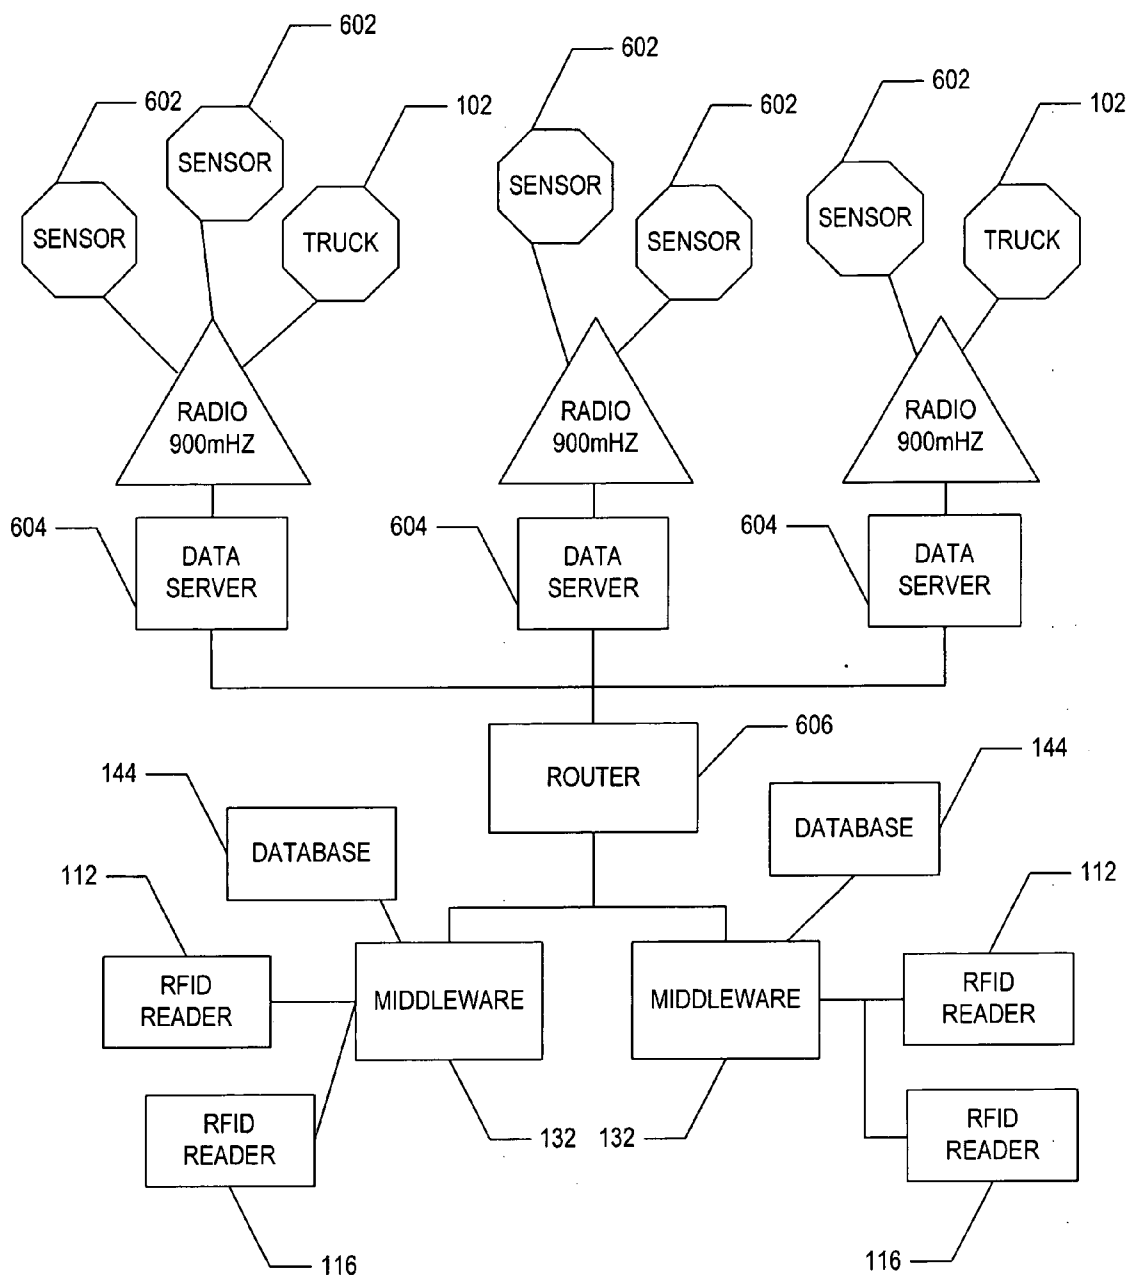 602
602
602
602
602
102
602
102
SENSOR
SENSOR
TRUCK
SENSOR
SENSOR
SENSOR
TRUCK
RADIO
900mHZ
RADIO
900mHZ
RADIO
900mHZ
604
DATA
SERVER
604
DATA
SERVER
604
DATA
SERVER
606
ROUTER
144
DATABASE
144
DATABASE
112
RFID
READER
MIDDLEWARE
MIDDLEWARE
112
RFID
READER
RFID
READER
132
132
RFID
READER
116
116